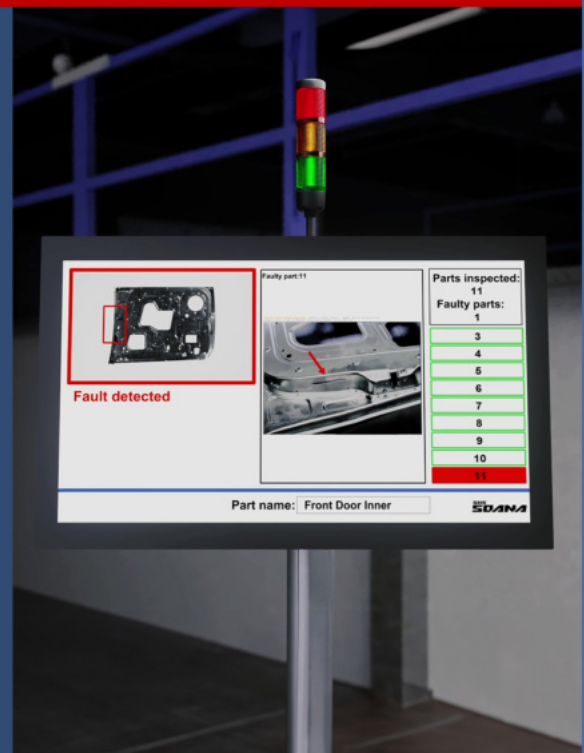 Faulty part:11
Fault detected
Parts inspected:
11
Faulty parts:
1
3
4
5
6
7
8
9
10
11
Part name: Front Door Inner
SDANA